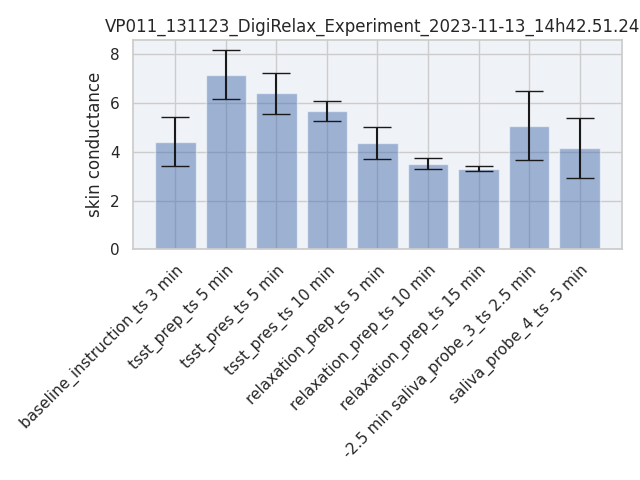 VP011_131123_DigiRelax_Experiment_2023-11-13_14h42.51.24
skin conductance
8
6
4
2
0
baseline_instruction_ts 3 min
tsst_prep_ts 5 min
tsst_pres_ts 5 min
tsst_pres_ts 10 min
relaxation_prep_ts 5 min
relaxation_prep_ts 10 min
relaxation_prep_ts 15 min
-2.5 min saliva_probe_3_ts 2.5 min
saliva_probe_4_ts -5 min